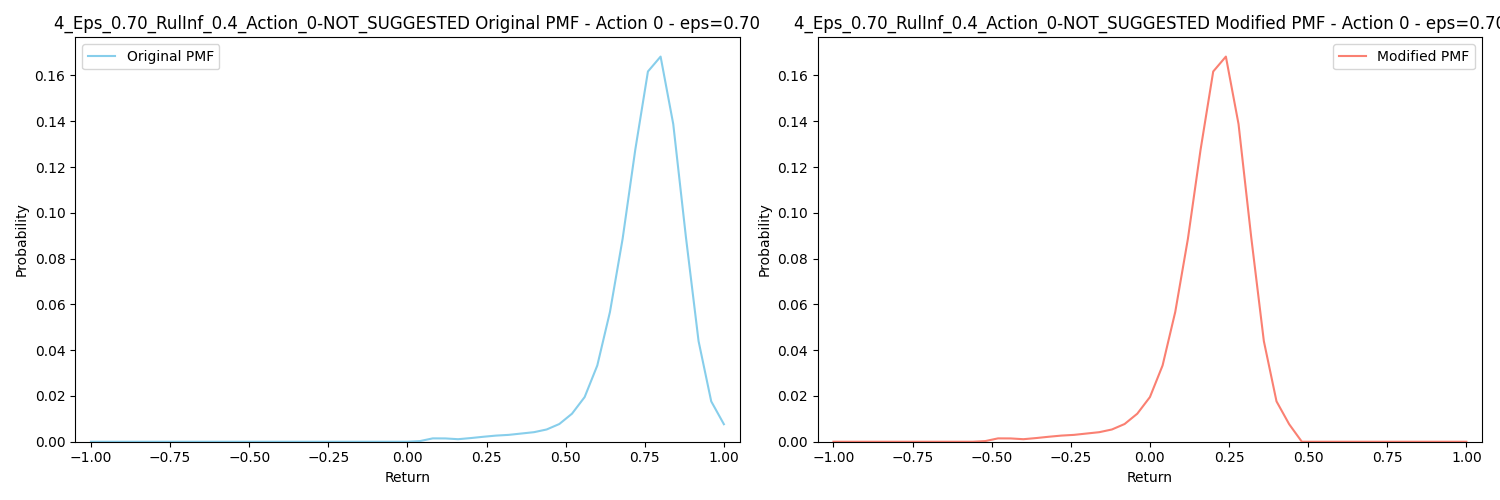 4_Eps_0.70_RulInf_0.4_Action_0-NOT_SUGGESTED Original PMF - Action 0 - eps=0.70
Original PMF
Probability
0.16
0.14
0.12
0.10
0.08
0.06
0.04
0.02
0.00
−1.00 −0.75 −0.50 −0.25 0.00 0.25 0.50 0.75 1.00
Return
4_Eps_0.70_RulInf_0.4_Action_0-NOT_SUGGESTED Modified PMF - Action 0 - eps=0.70
Modified PMF
Probability
0.16
0.14
0.12
0.10
0.08
0.06
0.04
0.02
0.00
−1.00 −0.75 −0.50 −0.25 0.00 0.25 0.50 0.75 1.00
Return